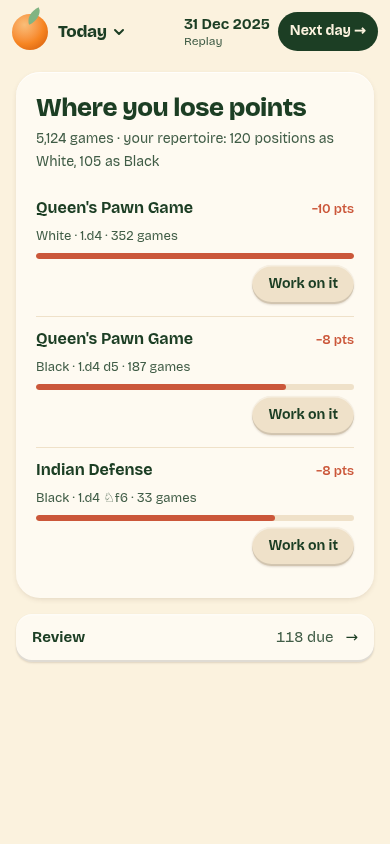 Today
31 Dec 2025
Replay
Next day →
Where you lose points
5,124 games · your repertoire: 120 positions as
White, 105 as Black
Queen's Pawn Game
−10 pts
White · 1.d4 · 352 games
Work on it
Queen's Pawn Game
−8 pts
Black · 1.d4 d5 · 187 games
Work on it
Indian Defense
−8 pts
Black · 1.d4 ♘f6 · 33 games
Work on it
Review
118 due →